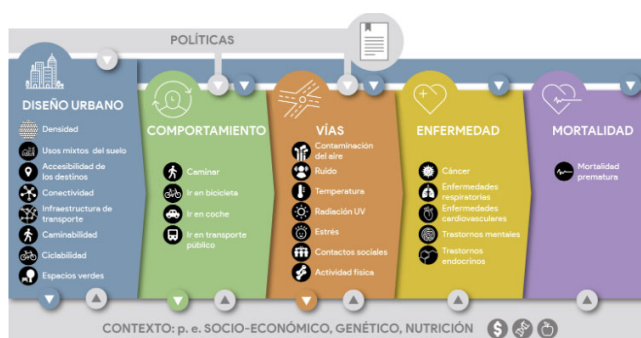 POLÍTICAS
DISEÑO URBANO
Densidad
Usos mixtos del suelo
Accesibilidad de
los destinos
Conectividad
Infraestructura de
transporte
Caminabilidad
Ciclabilidad
Espacios verdes
COMPORTAMIENTO
Caminar
Ir en bicicleta
Ir en coche
Ir en transporte
público
VÍAS
Contaminación
del aire
Ruido
Temperatura
Radiación UV
Estrés
Contactos sociales
Actividad física
ENFERMEDAD
Cáncer
Enfermedades
respiratorias
Enfermedades
cardiovasculares
Trastornos mentales
Trastornos
endocrinos
MORTALIDAD
Mortalidad
prematura
CONTEXTO: p. e. SOCIO-ECONÓMICO, GENÉTICO, NUTRICIÓN $